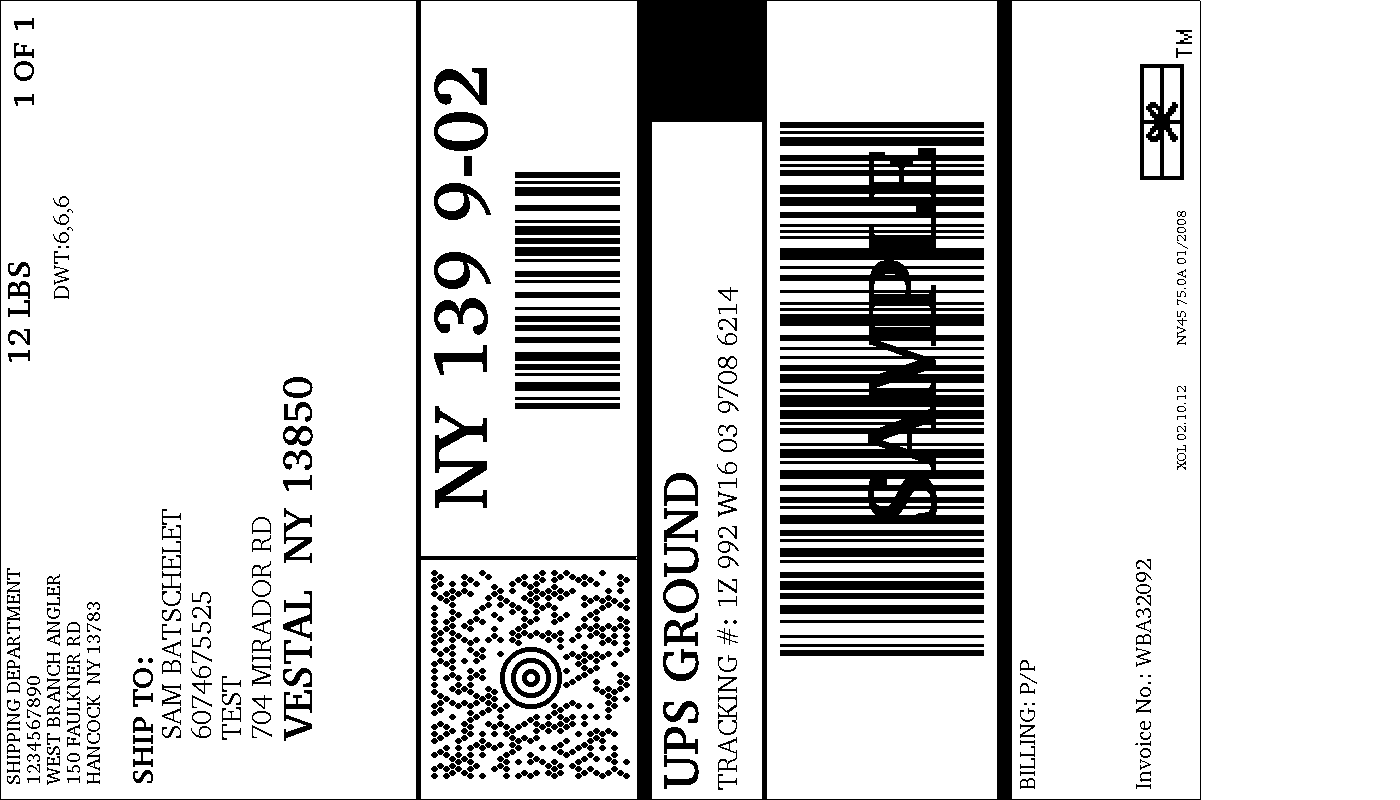 SHIPPING DEPARTMENT
1234567890
WEST BRANCH ANGLER
150 FAULKNER RD
HANCOCK NY 13783
12 LBS
1 OF 1
DWT:6,6,6
SHIP TO:
SAM BATSCHELET
6074675525
TEST
704 MIRADOR RD
VESTAL NY 13850
NY 139 9-02
UPS GROUND
TRACKING #: 1Z 992 W16 03 9708 6214
SAMPLE
BILLING: P/P
Invoice No.: WBA32092
XOL 02.10.12
NV45 75.0A 01/2008
TM